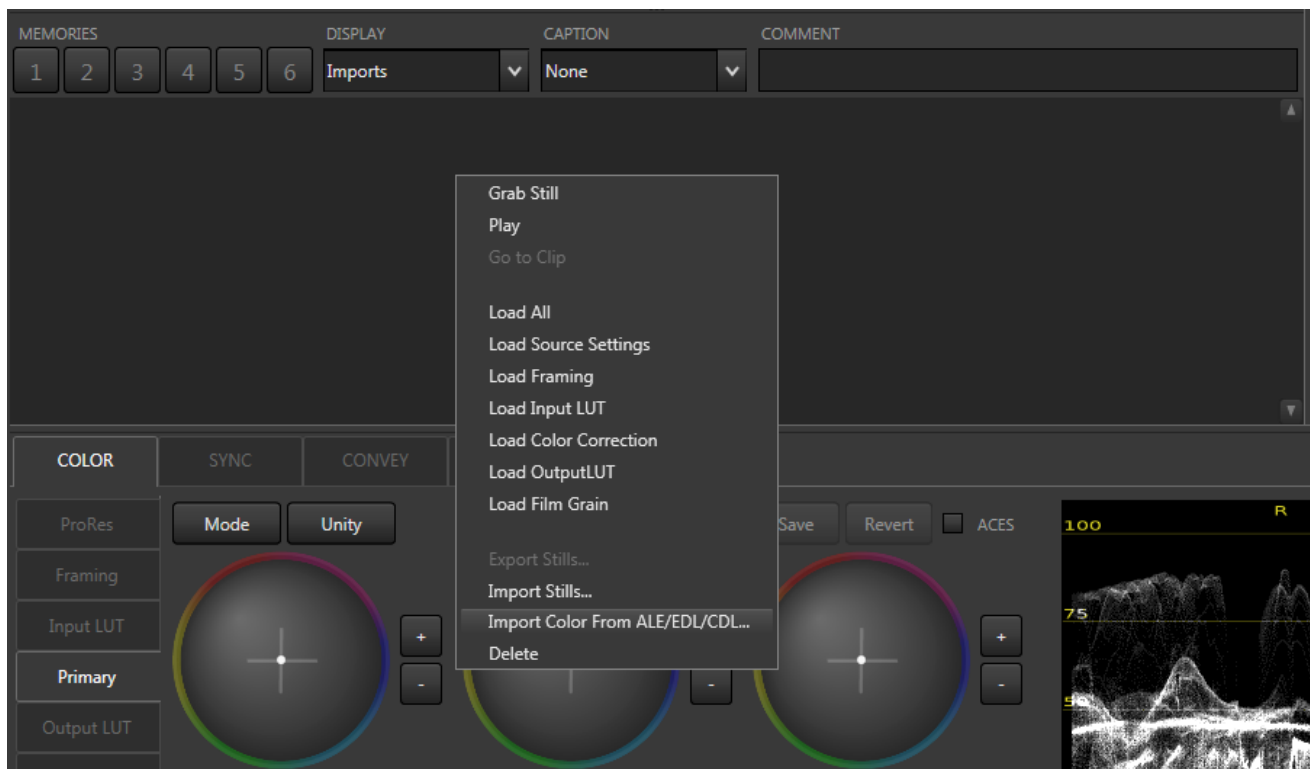 MEMORIES DISPLAY CAPTION COMMENT
1 2 3 4 5 6 Imports None
Grab Still
Play
Go to Clip
Load All
Load Source Settings
Load Framing
Load Input LUT
Load Color Correction
Load OutputLUT
Load Film Grain
Export Stills...
Import Stills...
Import Color From ALE/EDL/CDL...
Delete
COLOR SYNC CONVEY
ProRes Mode Unity Save Revert ACES
Framing
Input LUT
Primary
Output LUT
+ +
- - -
R
100
75
50